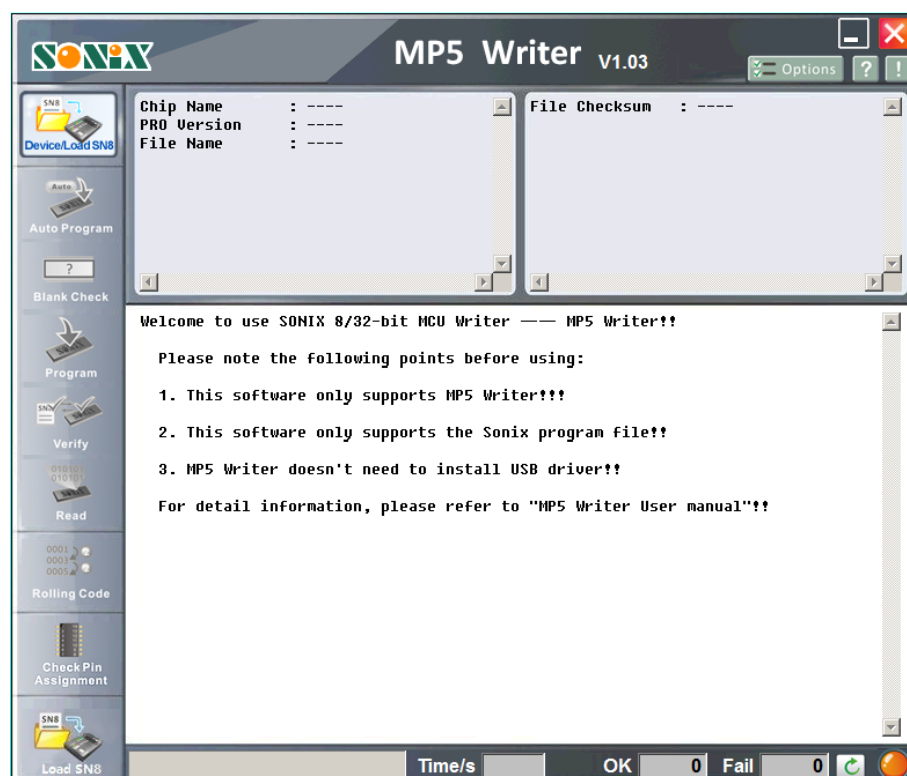 SONiX
MP5 Writer V1.03
Options
?
!
SN8
Device/Load SN8
Auto
Auto Program
?
Blank Check
Program
SN8
Verify
010101
010101
Read
0001
0003
0005
Rolling Code
Check Pin
Assignment
SN8
Load SN8
Chip Name : ----
PRO Version : ----
File Name : ----
File Checksum : ----
Welcome to use SONIX 8/32-bit MCU Writer —— MP5 Writer!!
Please note the following points before using:
1. This software only supports MP5 Writer!!!
2. This software only supports the Sonix program file!!
3. MP5 Writer doesn't need to install USB driver!!
For detail information, please refer to "MP5 Writer User manual"!!
Time/s
OK 0
Fail 0